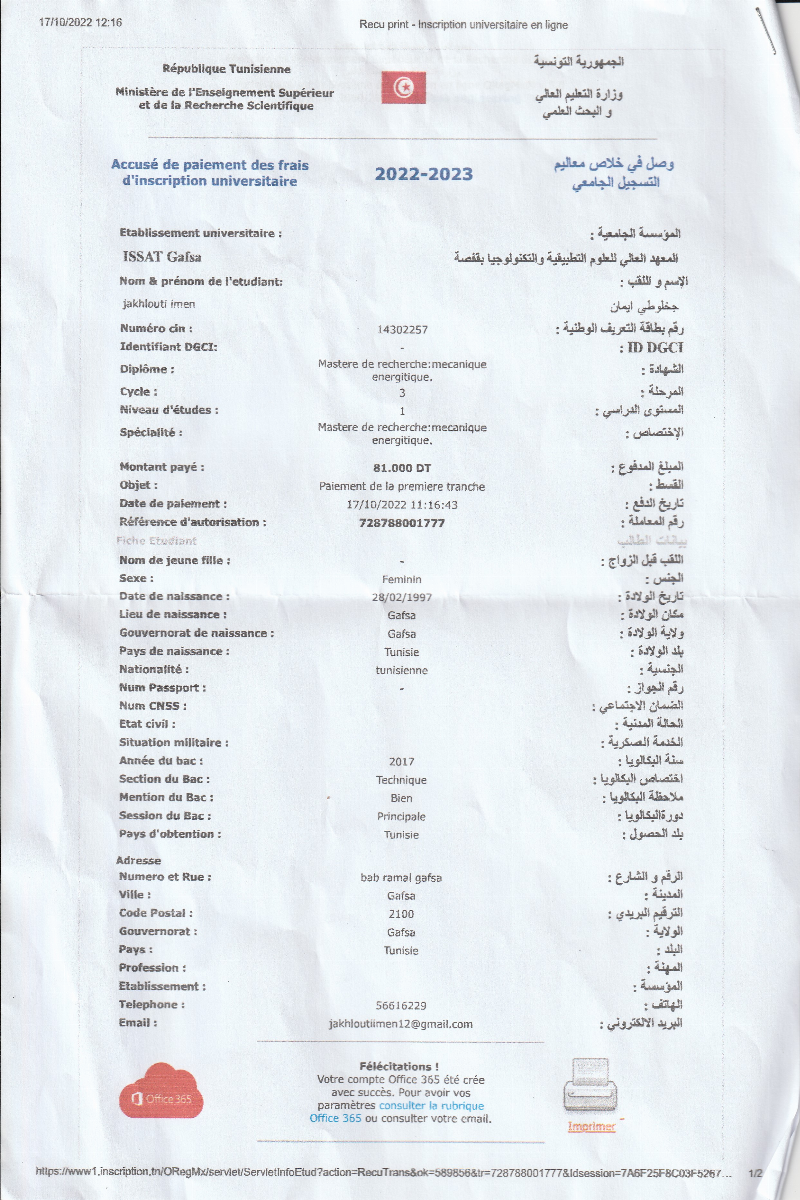 17/10/2022 12:16
Recu print - Inscription universitaire en ligne
République Tunisienne
الجمهورية التونسية
Ministère de l'Enseignement Supérieur
et de la Recherche Scientifique
وزارة التعليم العالي
و البحث العلمي
Accusé de paiement des frais
d'inscription universitaire
2022-2023
وصل في خلاص معاليم
التسجيل الجامعي
Etablissement universitaire :
المؤسسة الجامعية :
ISSAT Gafsa
المعهد العالي للعلوم التطبيقية والتكنولوجيا بقفصة
Nom & prénom de l'etudiant:
الإسم و اللقب :
jakhlouti imen
جخلوطي ايمان
Numéro cin : 14302257 رقم بطاقة التعريف الوطنية :
Identifiant DGCI: - ID DGCI :
Diplôme : Mastere de recherche:mecanique الشهادة :
energitique.
Cycle : 3 المرحلة :
Niveau d'études : 1 المستوى الدراسي :
Spécialité : Mastere de recherche:mecanique الإختصاص :
energitique.
Montant payé : 81.000 DT المبلغ المدفوع :
Objet : Paiement de la premiere tranche القسط :
Date de paiement : 17/10/2022 11:16:43 تاريخ الدفع :
Référence d'autorisation : 728788001777 رقم المعاملة :
Fiche Etudiant بيانات الطالب
Nom de jeune fille : - اللقب قبل الزواج :
Sexe : Feminin الجنس :
Date de naissance : 28/02/1997 تاريخ الولادة :
Lieu de naissance : Gafsa مكان الولادة :
Gouvernorat de naissance : Gafsa ولاية الولادة :
Pays de naissance : Tunisie بلد الولادة :
Nationalité : tunisienne الجنسية :
Num Passport : - رقم الجواز :
Num CNSS : الضمان الاجتماعي :
Etat civil : الحالة المدنية :
Situation militaire : الخدمة العسكرية :
Année du bac : 2017 سنة البكالوريا :
Section du Bac : Technique اختصاص البكالوريا :
Mention du Bac : Bien ملاحظة البكالوريا :
Session du Bac : Principale دورةالبكالوريا :
Pays d'obtention : Tunisie بلد الحصول :
Adresse
Numero et Rue : bab ramal gafsa الرقم و الشارع :
Ville : Gafsa المدينة :
Code Postal : 2100 الترقيم البريدي :
Gouvernorat : Gafsa الولاية :
Pays : Tunisie البلد :
Profession : المهنة :
Etablissement : المؤسسة :
Telephone : 56616229 الهاتف :
Email : jakhloutiimen12@gmail.com البريد الالكتروني :
Félécitations !
Votre compte Office 365 été crée
avec succès. Pour avoir vos
paramètres consulter la rubrique
Office 365 ou consulter votre email.
Office 365
Imprimer
https://www1.inscription.tn/ORegMx/servlet/ServletInfoEtud?action=RecuTrans&ok=589856&tr=728788001777&Idsession=7A6F25F8C03F5267... 1/2